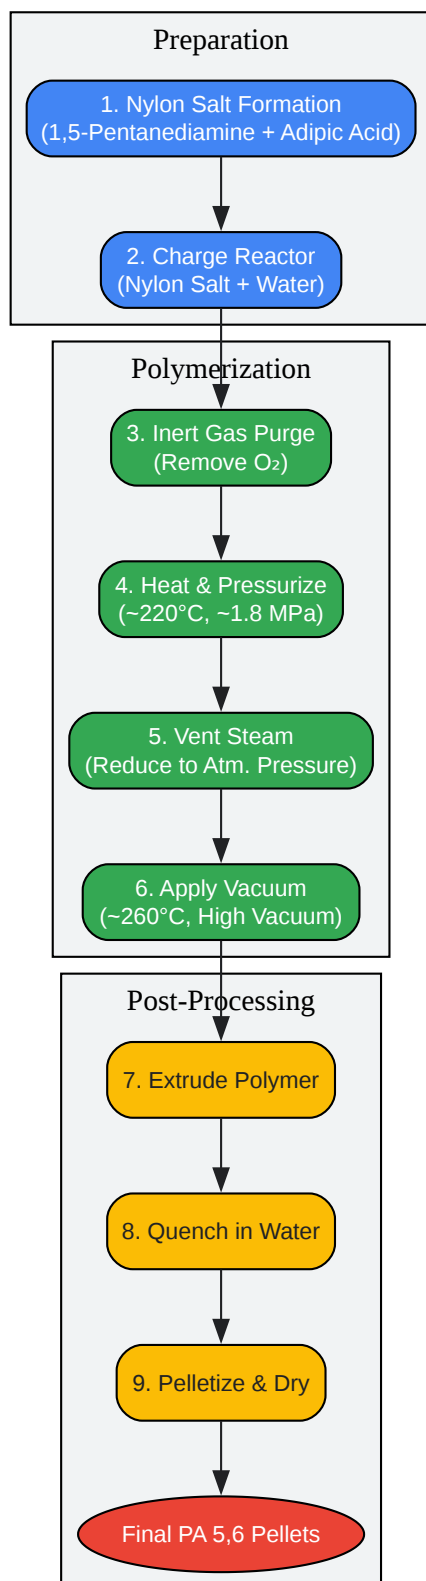 Preparation
1. Nylon Salt Formation
(1,5-Pentanediamine + Adipic Acid)
2. Charge Reactor
(Nylon Salt + Water)
Polymerization
3. Inert Gas Purge
(Remove O₂)
4. Heat & Pressurize
(~220°C, ~1.8 MPa)
5. Vent Steam
(Reduce to Atm. Pressure)
6. Apply Vacuum
(~260°C, High Vacuum)
Post-Processing
7. Extrude Polymer
8. Quench in Water
9. Pelletize & Dry
Final PA 5,6 Pellets